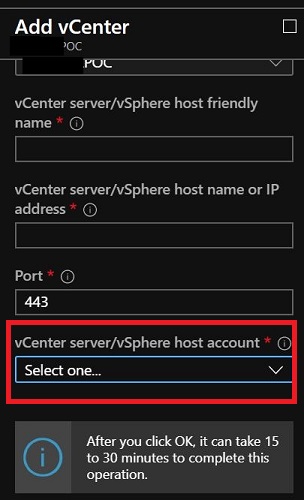 Add vCenter
POC
POC
vCenter server/vSphere host friendly
name * i
vCenter server/vSphere host name or IP
address * i
Port * i
443
vCenter server/vSphere host account * i
Select one...
i
After you click OK, it can take 15
to 30 minutes to complete this
operation.